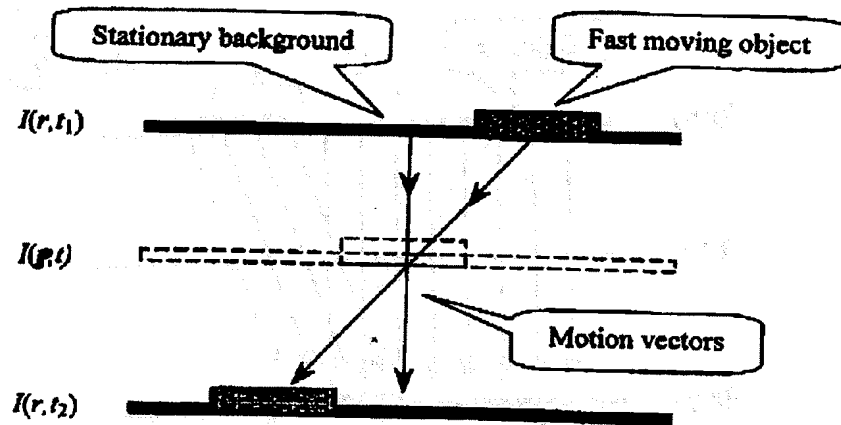 Stationary background
Fast moving object
I(r,t₁)
I(r,t)
Motion vectors
I(r,t₂)